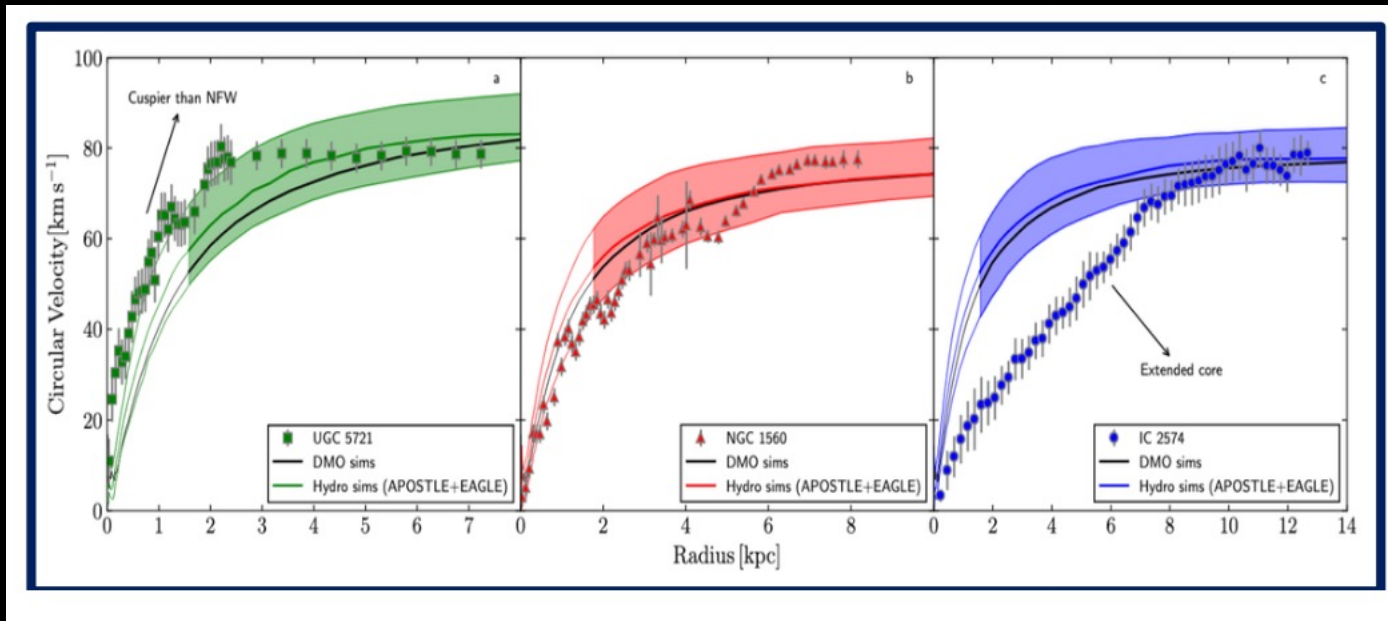 100
80
60
40
20
0
Circular Velocity [km s⁻¹]
a
Cuspier than NFW
UGC 5721
DMO sims
Hydro sims (APOSTLE+EAGLE)
0 1 2 3 4 5 6 7
b
NGC 1560
DMO sims
Hydro sims (APOSTLE+EAGLE)
0 2 4 6 8
Radius [kpc]
c
Extended core
IC 2574
DMO sims
Hydro sims (APOSTLE+EAGLE)
0 2 4 6 8 10 12 14